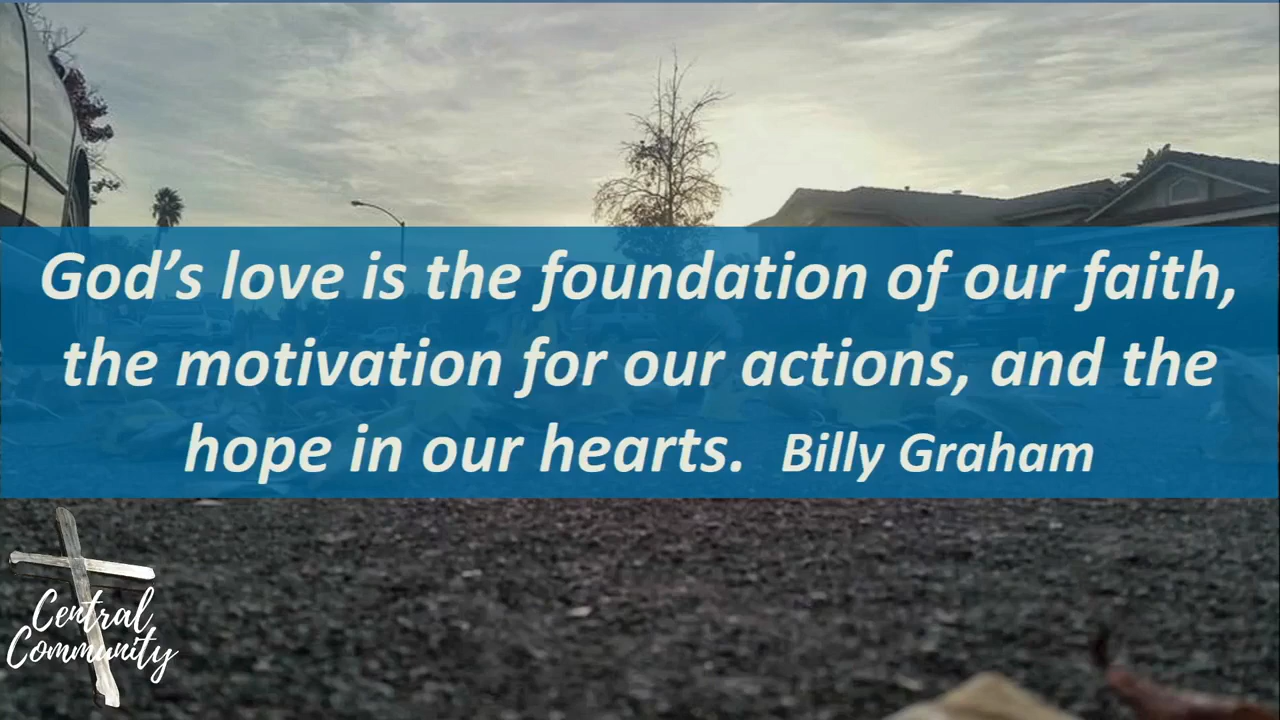 God’s love is the foundation of our faith,
the motivation for our actions, and the
hope in our hearts. Billy Graham
Central
Community